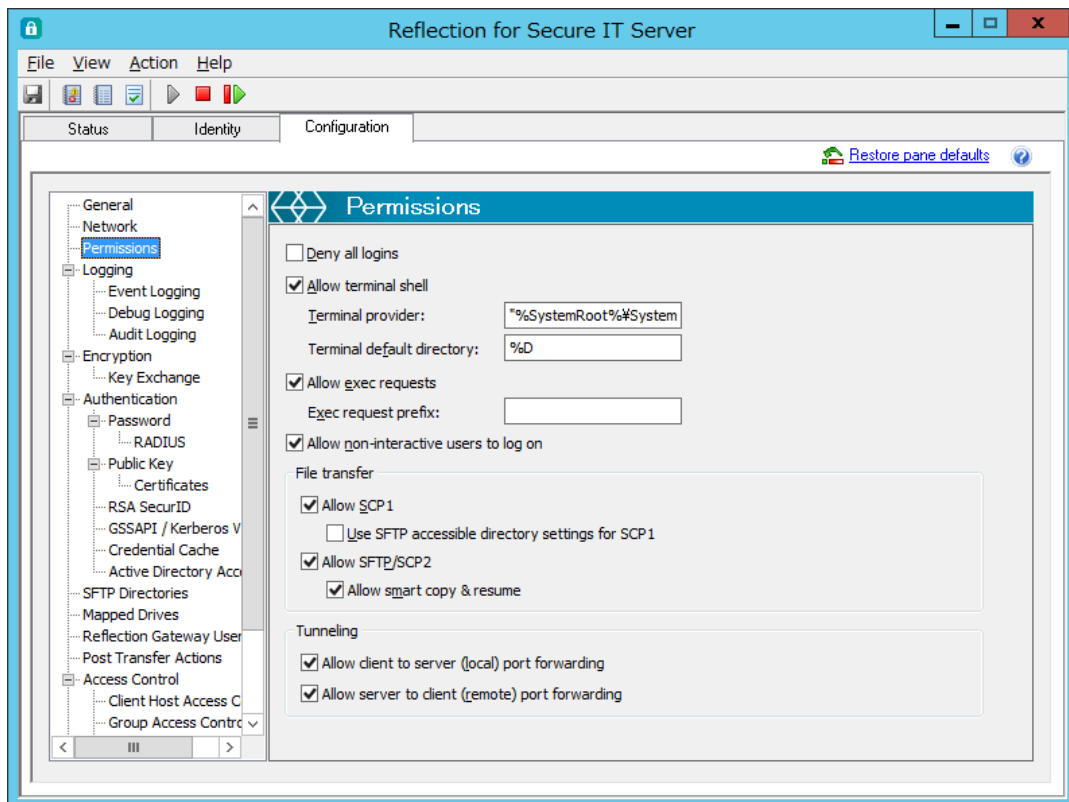 Reflection for Secure IT Server
File View Action Help
Status Identity Configuration
Restore pane defaults
General
Network
Permissions
Logging
Event Logging
Debug Logging
Audit Logging
Encryption
Key Exchange
Authentication
Password
RADIUS
Public Key
Certificates
RSA SecurID
GSSAPI / Kerberos V
Credential Cache
Active Directory Acce
SFTP Directories
Mapped Drives
Reflection Gateway User
Post Transfer Actions
Access Control
Client Host Access C
Group Access Contro
Permissions
Deny all logins
Allow terminal shell
Terminal provider: "%SystemRoot%¥System
Terminal default directory: %D
Allow exec requests
Exec request prefix:
Allow non-interactive users to log on
File transfer
Allow SCP1
Use SFTP accessible directory settings for SCP1
Allow SFTP/SCP2
Allow smart copy & resume
Tunneling
Allow client to server (local) port forwarding
Allow server to client (remote) port forwarding